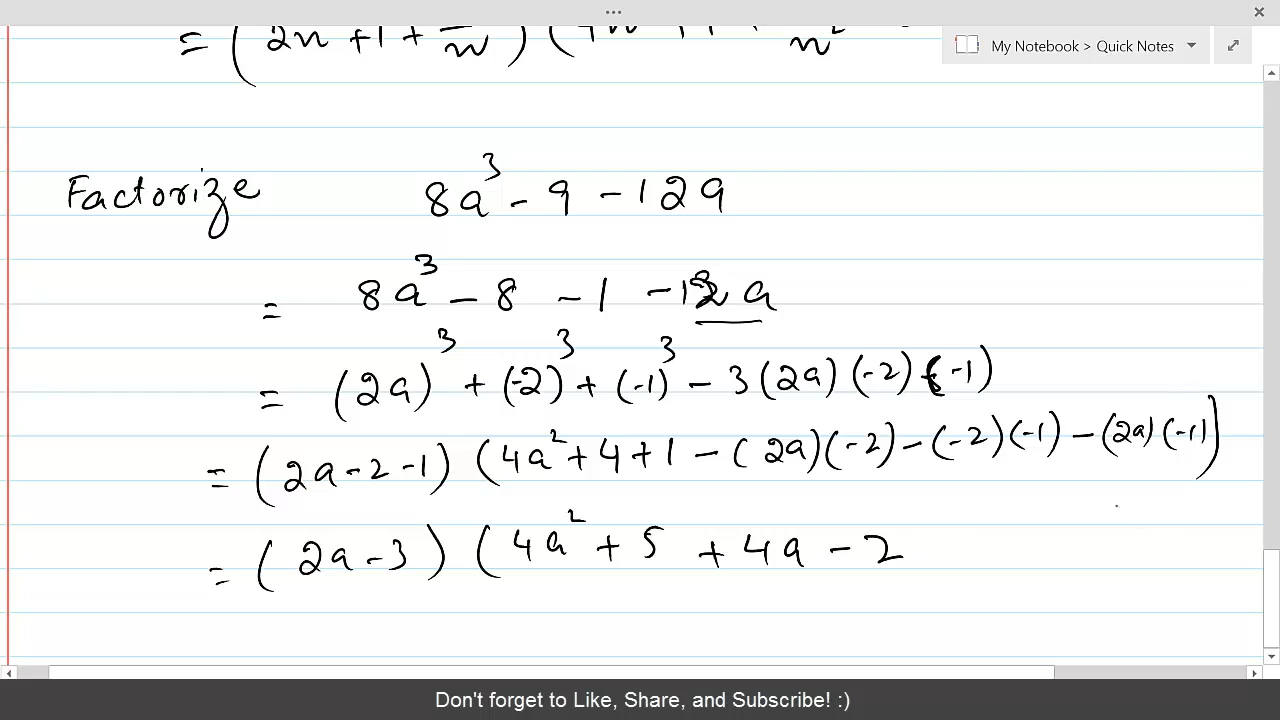 My Notebook > Quick Notes
Factorize 8a³ - 9 - 12a
= 8a³ - 8 - 1 - 12a
= (2a)³ + (-2)³ + (-1)³ - 3(2a)(-2)(-1)
= (2a-2-1) (4a² + 4 + 1 - (2a)(-2) - (-2)(-1) - (2a)(-1))
= (2a-3) (4a² + 5 + 4a - 2
Don't forget to Like, Share, and Subscribe! :)